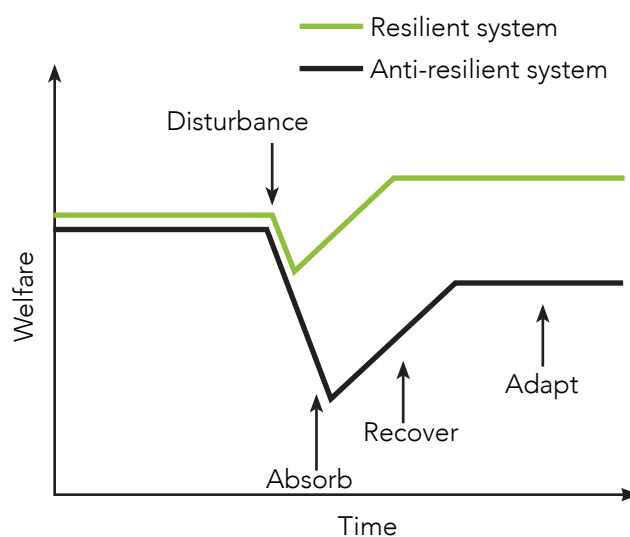 Resilient system
Anti-resilient system
Disturbance
Welfare
Adapt
Recover
Absorb
Time